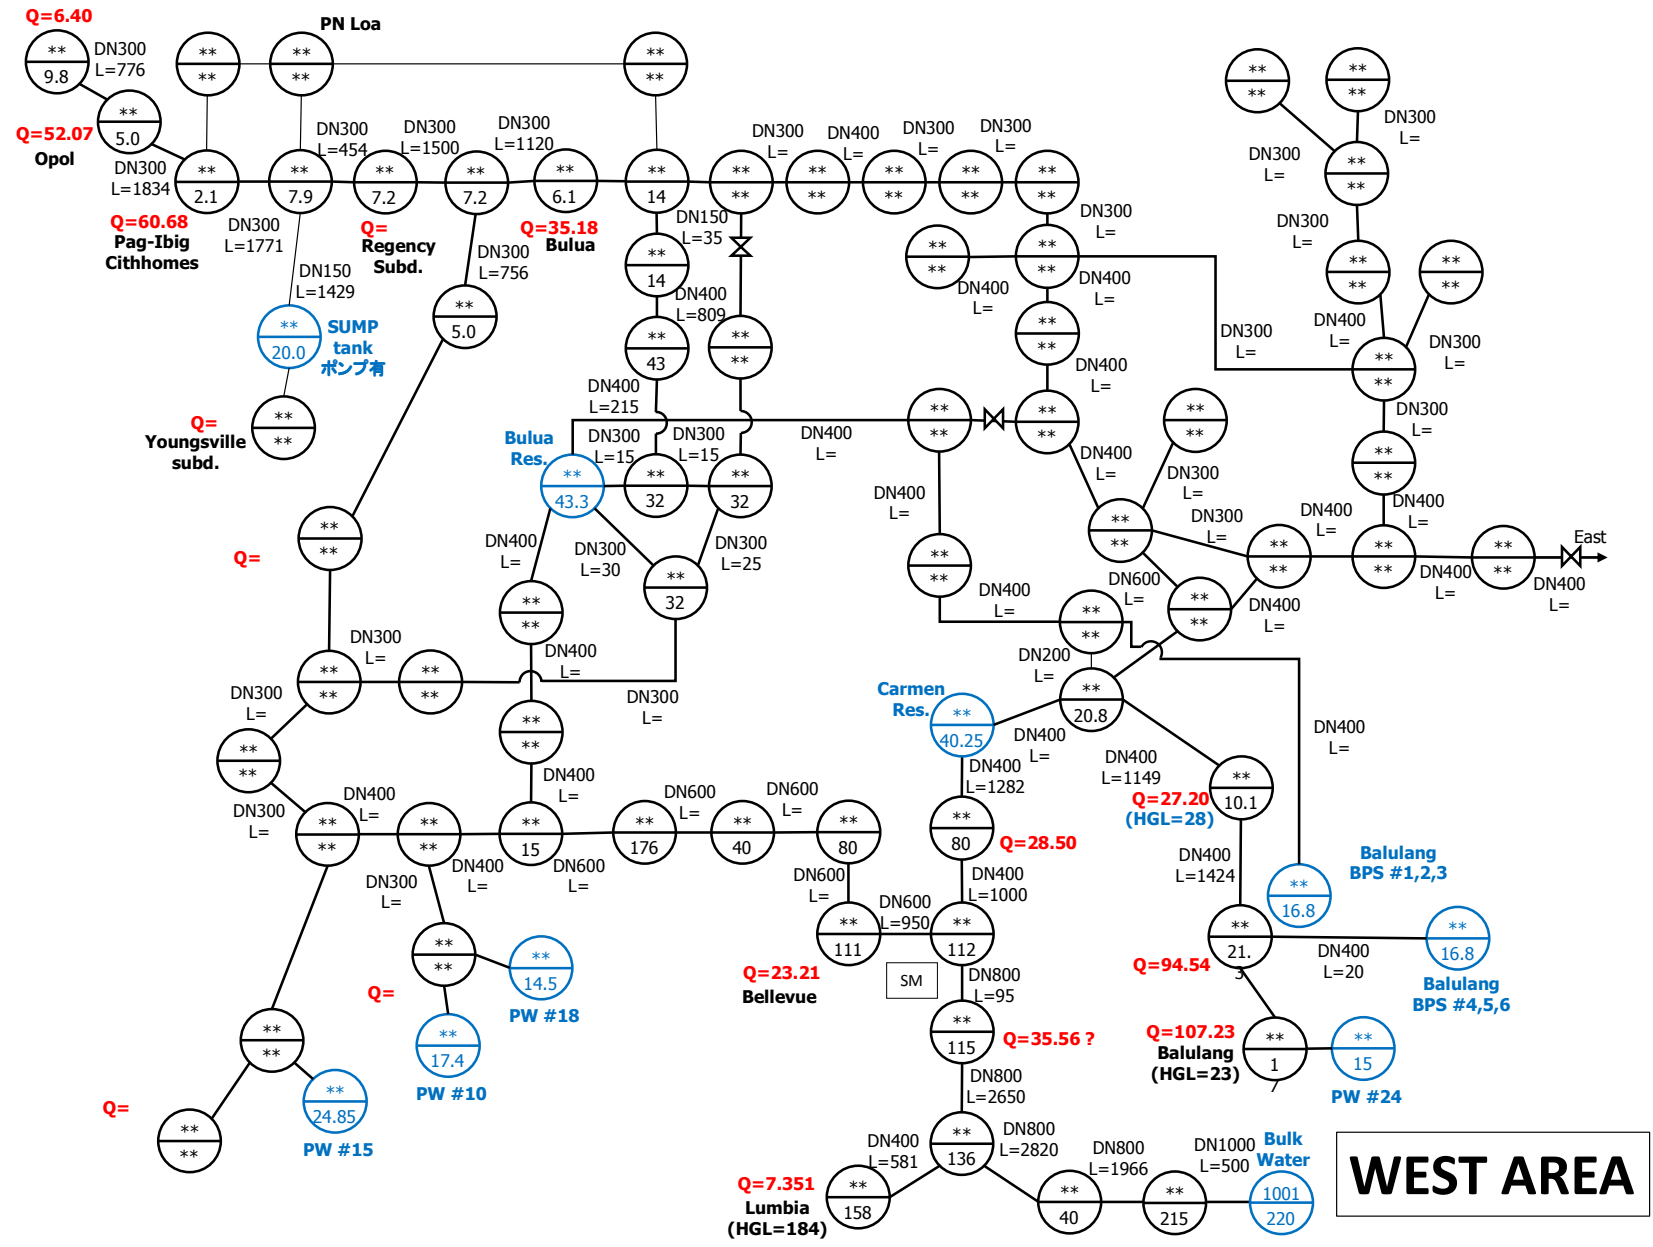 Q=6.40
PN Loa
**
9.8
DN300
L=776
**
**
**
**
**
**
**
**
**
**
**
5.0
Q=52.07
Opol
DN300
L=1834
**
2.1
Q=60.68
Pag-Ibig
Cithhomes
**
7.9
DN300
L=454
**
7.2
DN300
L=1500
**
7.2
DN300
L=1120
**
6.1
**
14
**
**
DN300
L=
**
**
DN400
L=
**
**
DN300
L=
**
**
DN300
L=
**
**
DN300
L=
**
**
DN300
L=
DN300
L=1771
Q=
Regency
Subd.
Q=35.18
Bulua
DN150
L=35
DN300
L=
DN300
L=
DN150
L=1429
DN300
L=756
**
14
**
**
**
**
DN400
L=
DN400
L=
**
**
**
**
**
20.0
SUMP
tank
ポンプ有
**
5.0
DN400
L=809
**
43
**
**
**
**
DN300
L=
DN400
L=
DN300
L=
**
**
Q=
Youngsville
subd.
**
**
DN400
L=215
DN400
L=
**
**
**
**
**
**
DN300
L=
Bulua
Res.
DN300
L=15
DN300
L=15
DN400
L=
DN400
L=
DN300
L=
**
**
**
43.3
**
32
**
32
DN400
L=
DN300
L=
DN400
L=
DN400
L=
**
**
**
**
**
**
**
**
**
**
East
Q=
DN400
L=
DN300
L=30
DN300
L=25
**
**
DN400
L=
DN600
L=
DN400
L=
DN400
L=
DN400
L=
**
32
**
**
**
**
**
**
DN300
L=
DN400
L=
DN200
L=
**
**
**
**
DN300
L=
DN300
L=
Carmen
Res.
**
40.25
**
20.8
**
**
**
**
DN400
L=
DN400
L=
DN400
L=1149
DN400
L=1282
**
10.1
Q=27.20
(HGL=28)
DN300
L=
DN400
L=
DN400
L=
DN600
L=
DN600
L=
**
**
**
**
**
15
**
176
**
40
**
80
**
80
Q=28.50
DN300
L=
DN400
L=
DN600
L=
DN600
L=
DN600
L=950
DN400
L=1000
DN400
L=1424
Balulang
BPS #1,2,3
**
16.8
**
**
**
14.5
PW #18
**
111
Q=23.21
Bellevue
**
112
SM
DN800
L=95
Q=94.54
**
21.
3
DN400
L=20
**
16.8
Balulang
BPS #4,5,6
Q=
**
**
**
17.4
PW #10
**
115
Q=35.56 ?
Q=107.23
Balulang
(HGL=23)
**
1
7
**
15
PW #24
Q=
**
**
**
24.85
PW #15
DN800
L=2650
DN400
L=581
**
136
DN800
L=2820
DN800
L=1966
DN1000
L=500
Bulk
Water
Q=7.351
Lumbia
(HGL=184)
**
158
**
40
**
215
1001
220
WEST AREA